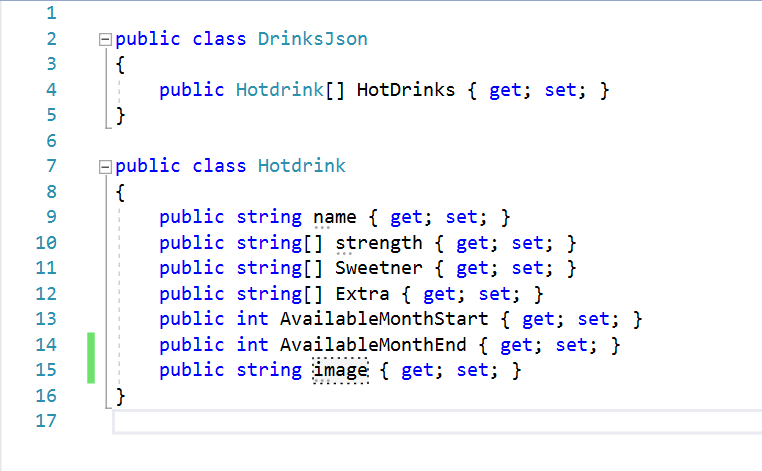 1
2 public class DrinksJson
3 {
4 public Hotdrink[] HotDrinks { get; set; }
5 }
6
7 public class Hotdrink
8 {
9 public string name { get; set; }
10 public string[] strength { get; set; }
11 public string[] Sweetner { get; set; }
12 public string[] Extra { get; set; }
13 public int AvailableMonthStart { get; set; }
14 public int AvailableMonthEnd { get; set; }
15 public string image { get; set; }
16 }
17